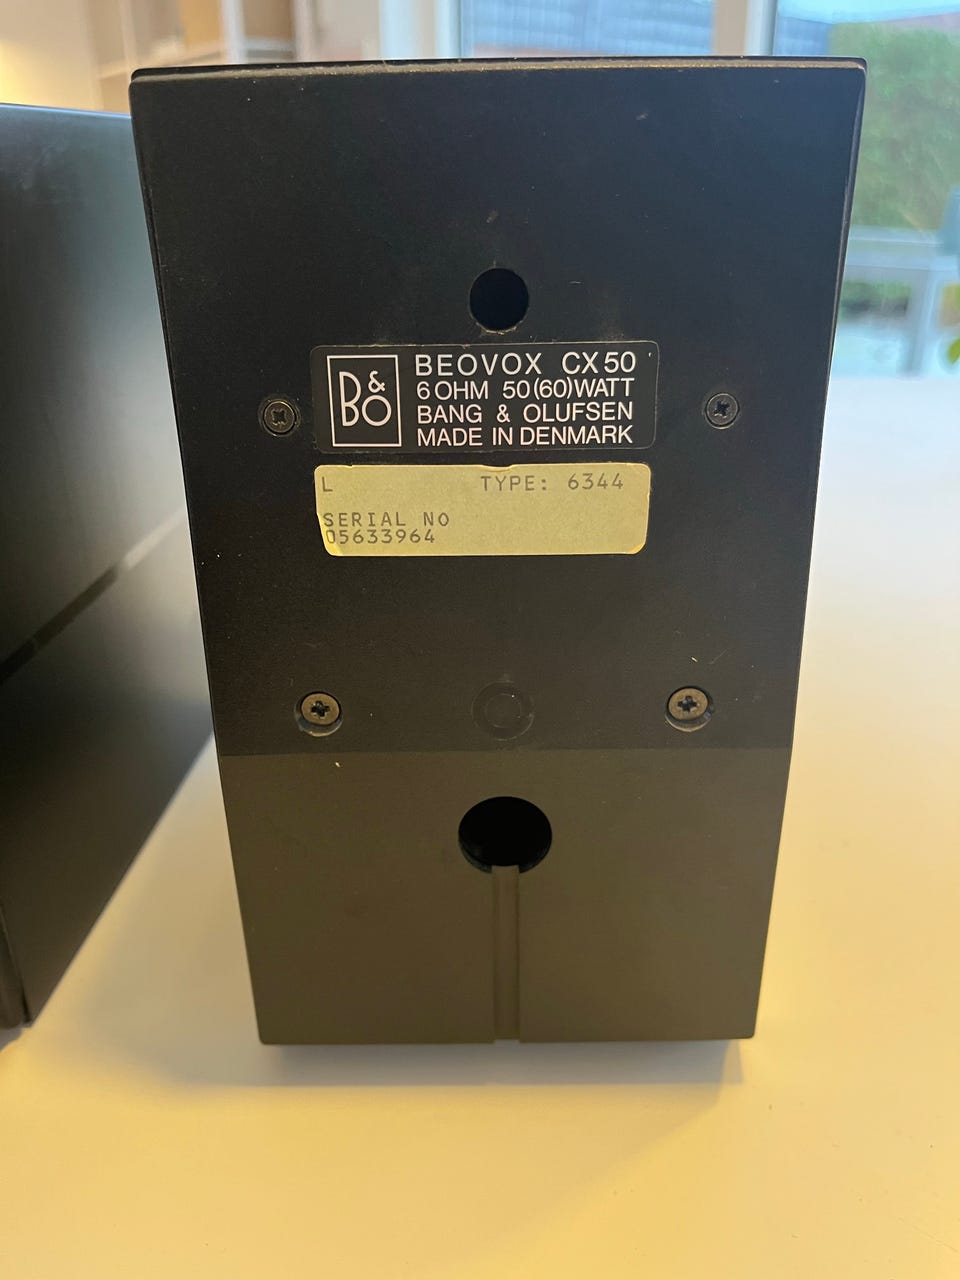 B&O
BEOVOX CX50
6 OHM 50(60)WATT
BANG & OLUFSEN
MADE IN DENMARK
L TYPE: 6344
SERIAL NO
05633964